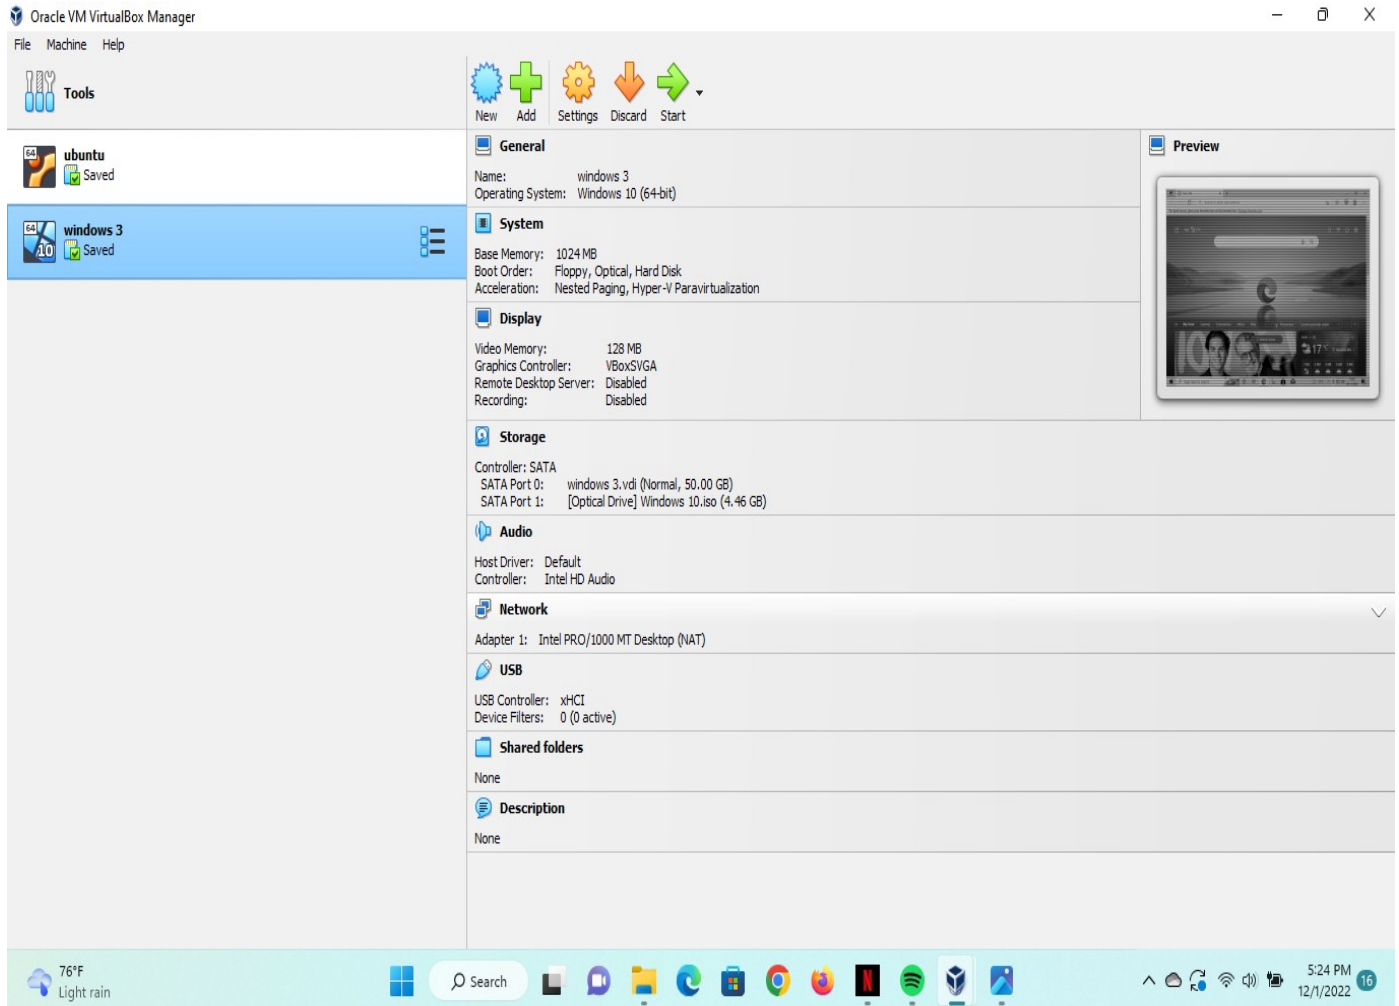 Oracle VM VirtualBox Manager
File Machine Help
Tools
New Add Settings Discard Start
64 ubuntu
Saved
64 10 windows 3
Saved
General
Name: windows 3
Operating System: Windows 10 (64-bit)
System
Base Memory: 1024 MB
Boot Order: Floppy, Optical, Hard Disk
Acceleration: Nested Paging, Hyper-V Paravirtualization
Display
Video Memory: 128 MB
Graphics Controller: VBoxSVGA
Remote Desktop Server: Disabled
Recording: Disabled
Preview
17
Storage
Controller: SATA
SATA Port 0: windows 3.vdi (Normal, 50.00 GB)
SATA Port 1: [Optical Drive] Windows 10.iso (4.46 GB)
Audio
Host Driver: Default
Controller: Intel HD Audio
Network
Adapter 1: Intel PRO/1000 MT Desktop (NAT)
USB
USB Controller: xHCI
Device Filters: 0 (0 active)
Shared folders
None
Description
None
76°F
Light rain
Search
N
5:24 PM
12/1/2022
16